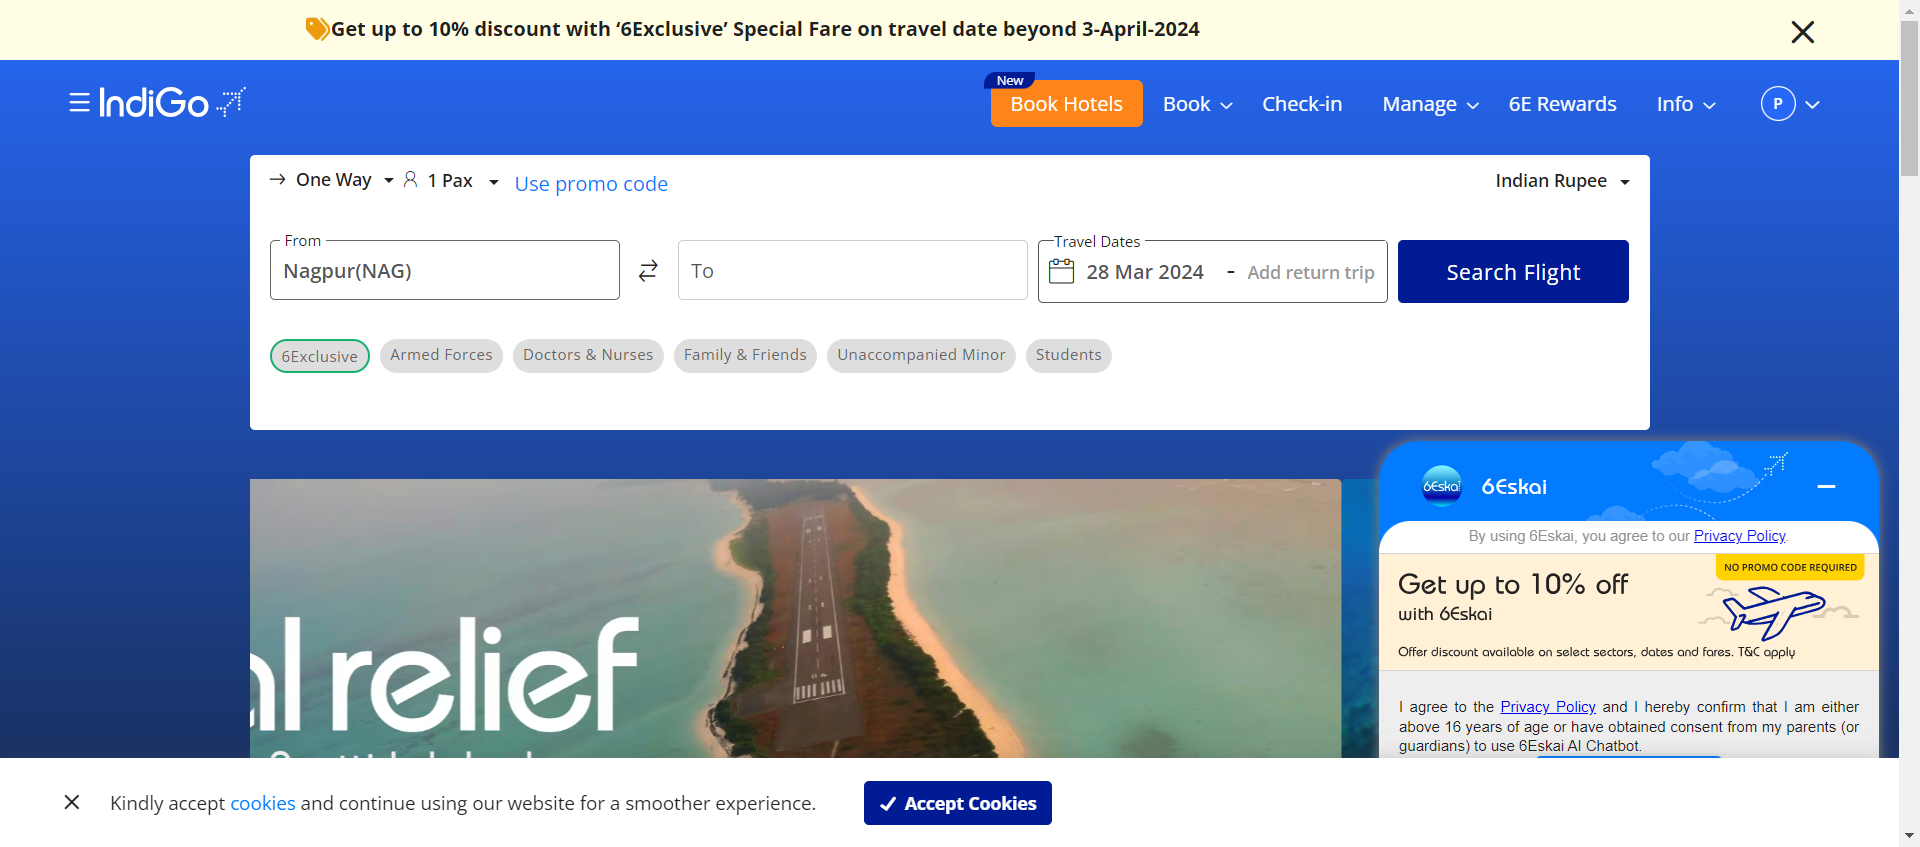 Get up to 10% discount with ‘6Exclusive’ Special Fare on travel date beyond 3-April-2024
IndiGo
New
Book Hotels
Book
Check-in
Manage
6E Rewards
Info
P
One Way
1 Pax
Use promo code
Indian Rupee
From
Nagpur(NAG)
To
Travel Dates
28 Mar 2024 - Add return trip
Search Flight
6Exclusive
Armed Forces
Doctors & Nurses
Family & Friends
Unaccompanied Minor
Students
al relief
6Eskai
6Eskai
By using 6Eskai, you agree to our Privacy Policy.
NO PROMO CODE REQUIRED
Get up to 10% off
with 6Eskai
Offer discount available on select sectors, dates and fares. T&C apply
I agree to the Privacy Policy and I hereby confirm that I am either
above 16 years of age or have obtained consent from my parents (or
guardians) to use 6Eskai AI Chatbot.
Kindly accept cookies and continue using our website for a smoother experience.
Accept Cookies